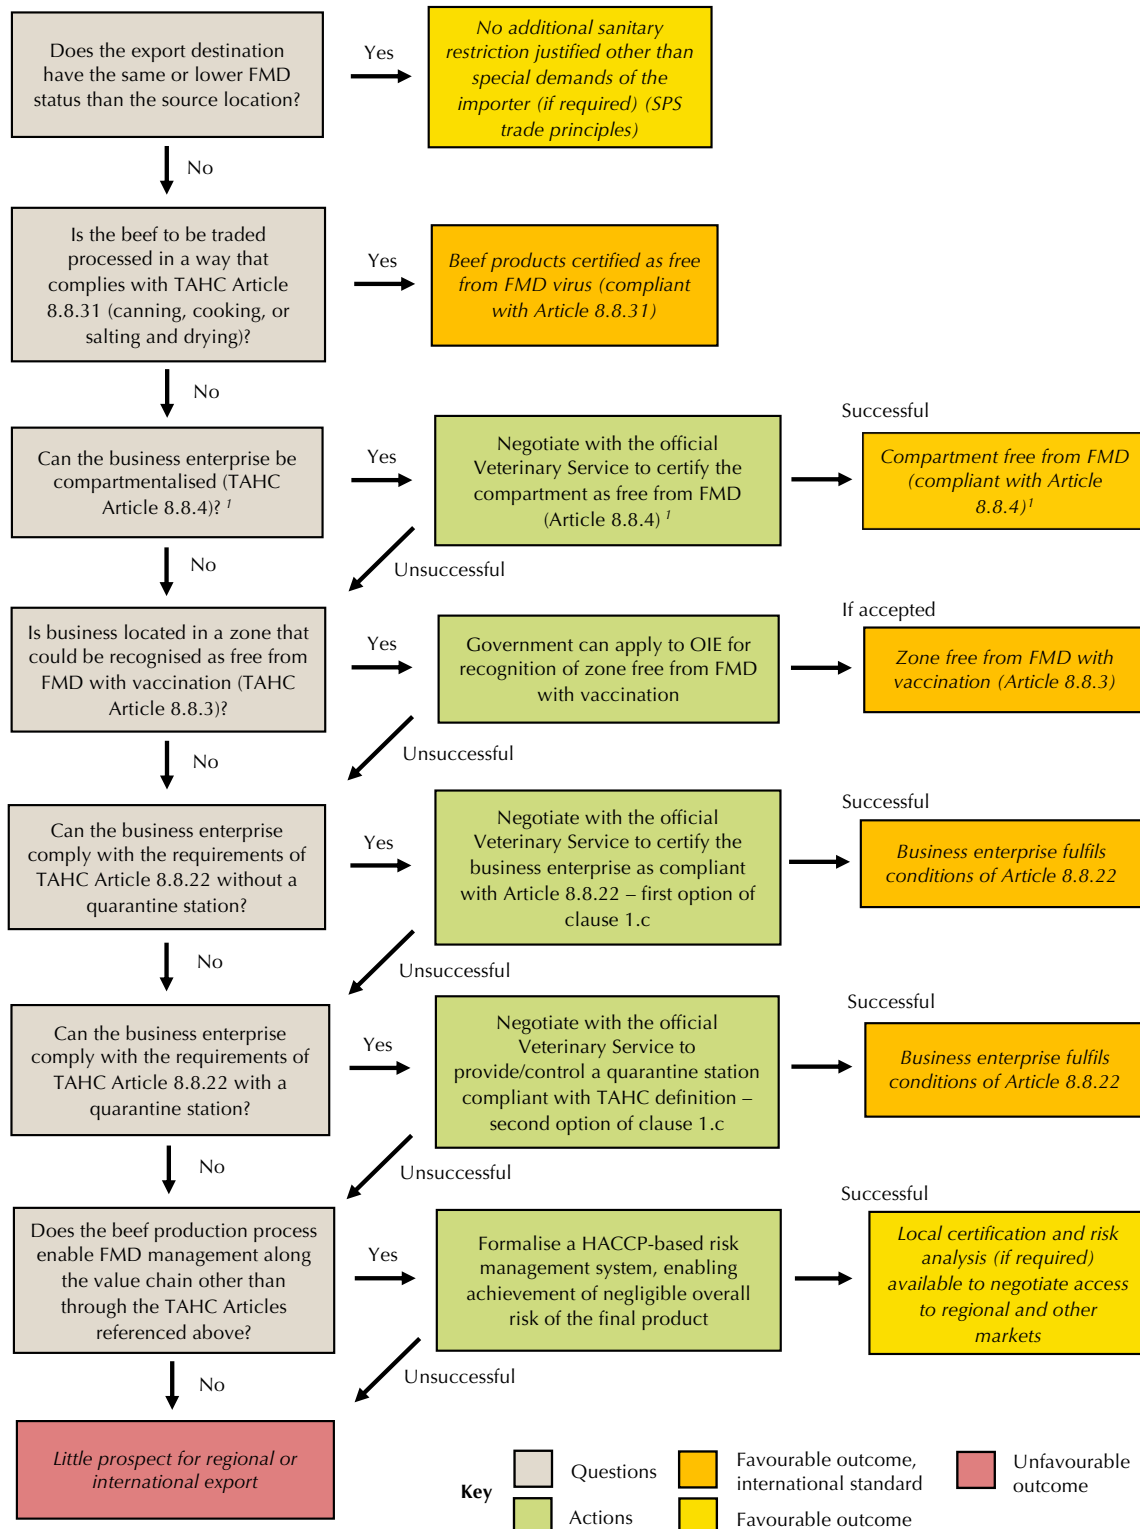 Does the export destination
have the same or lower FMD
status than the source location?
Yes
No additional sanitary
restriction justified other than
special demands of the
importer (if required) (SPS
trade principles)
No
Is the beef to be traded
processed in a way that
complies with TAHC Article
8.8.31 (canning, cooking, or
salting and drying)?
Yes
Beef products certified as free
from FMD virus (compliant
with Article 8.8.31)
No
Can the business enterprise be
compartmentalised (TAHC
Article 8.8.4)? 1
Yes
Negotiate with the official
Veterinary Service to certify the
compartment as free from FMD
(Article 8.8.4) 1
Successful
Compartment free from FMD
(compliant with Article
8.8.4)1
No
Unsuccessful
Is business located in a zone that
could be recognised as free from
FMD with vaccination (TAHC
Article 8.8.3)?
Yes
Government can apply to OIE for
recognition of zone free from FMD
with vaccination
If accepted
Zone free from FMD with
vaccination (Article 8.8.3)
No
Unsuccessful
Can the business enterprise
comply with the requirements of
TAHC Article 8.8.22 without a
quarantine station?
Yes
Negotiate with the official
Veterinary Service to certify the
business enterprise as compliant
with Article 8.8.22 – first option of
clause 1.c
Successful
Business enterprise fulfils
conditions of Article 8.8.22
No
Unsuccessful
Can the business enterprise
comply with the requirements of
TAHC Article 8.8.22 with a
quarantine station?
Yes
Negotiate with the official
Veterinary Service to
provide/control a quarantine station
compliant with TAHC definition –
second option of clause 1.c
Successful
Business enterprise fulfils
conditions of Article 8.8.22
No
Unsuccessful
Does the beef production process
enable FMD management along
the value chain other than
through the TAHC Articles
referenced above?
Yes
Formalise a HACCP-based risk
management system, enabling
achievement of negligible overall
risk of the final product
Successful
Local certification and risk
analysis (if required)
available to negotiate access
to regional and other
markets
No
Unsuccessful
Little prospect for regional or
international export
Key
Questions
Actions
Favourable outcome,
international standard
Favourable outcome
Unfavourable
outcome